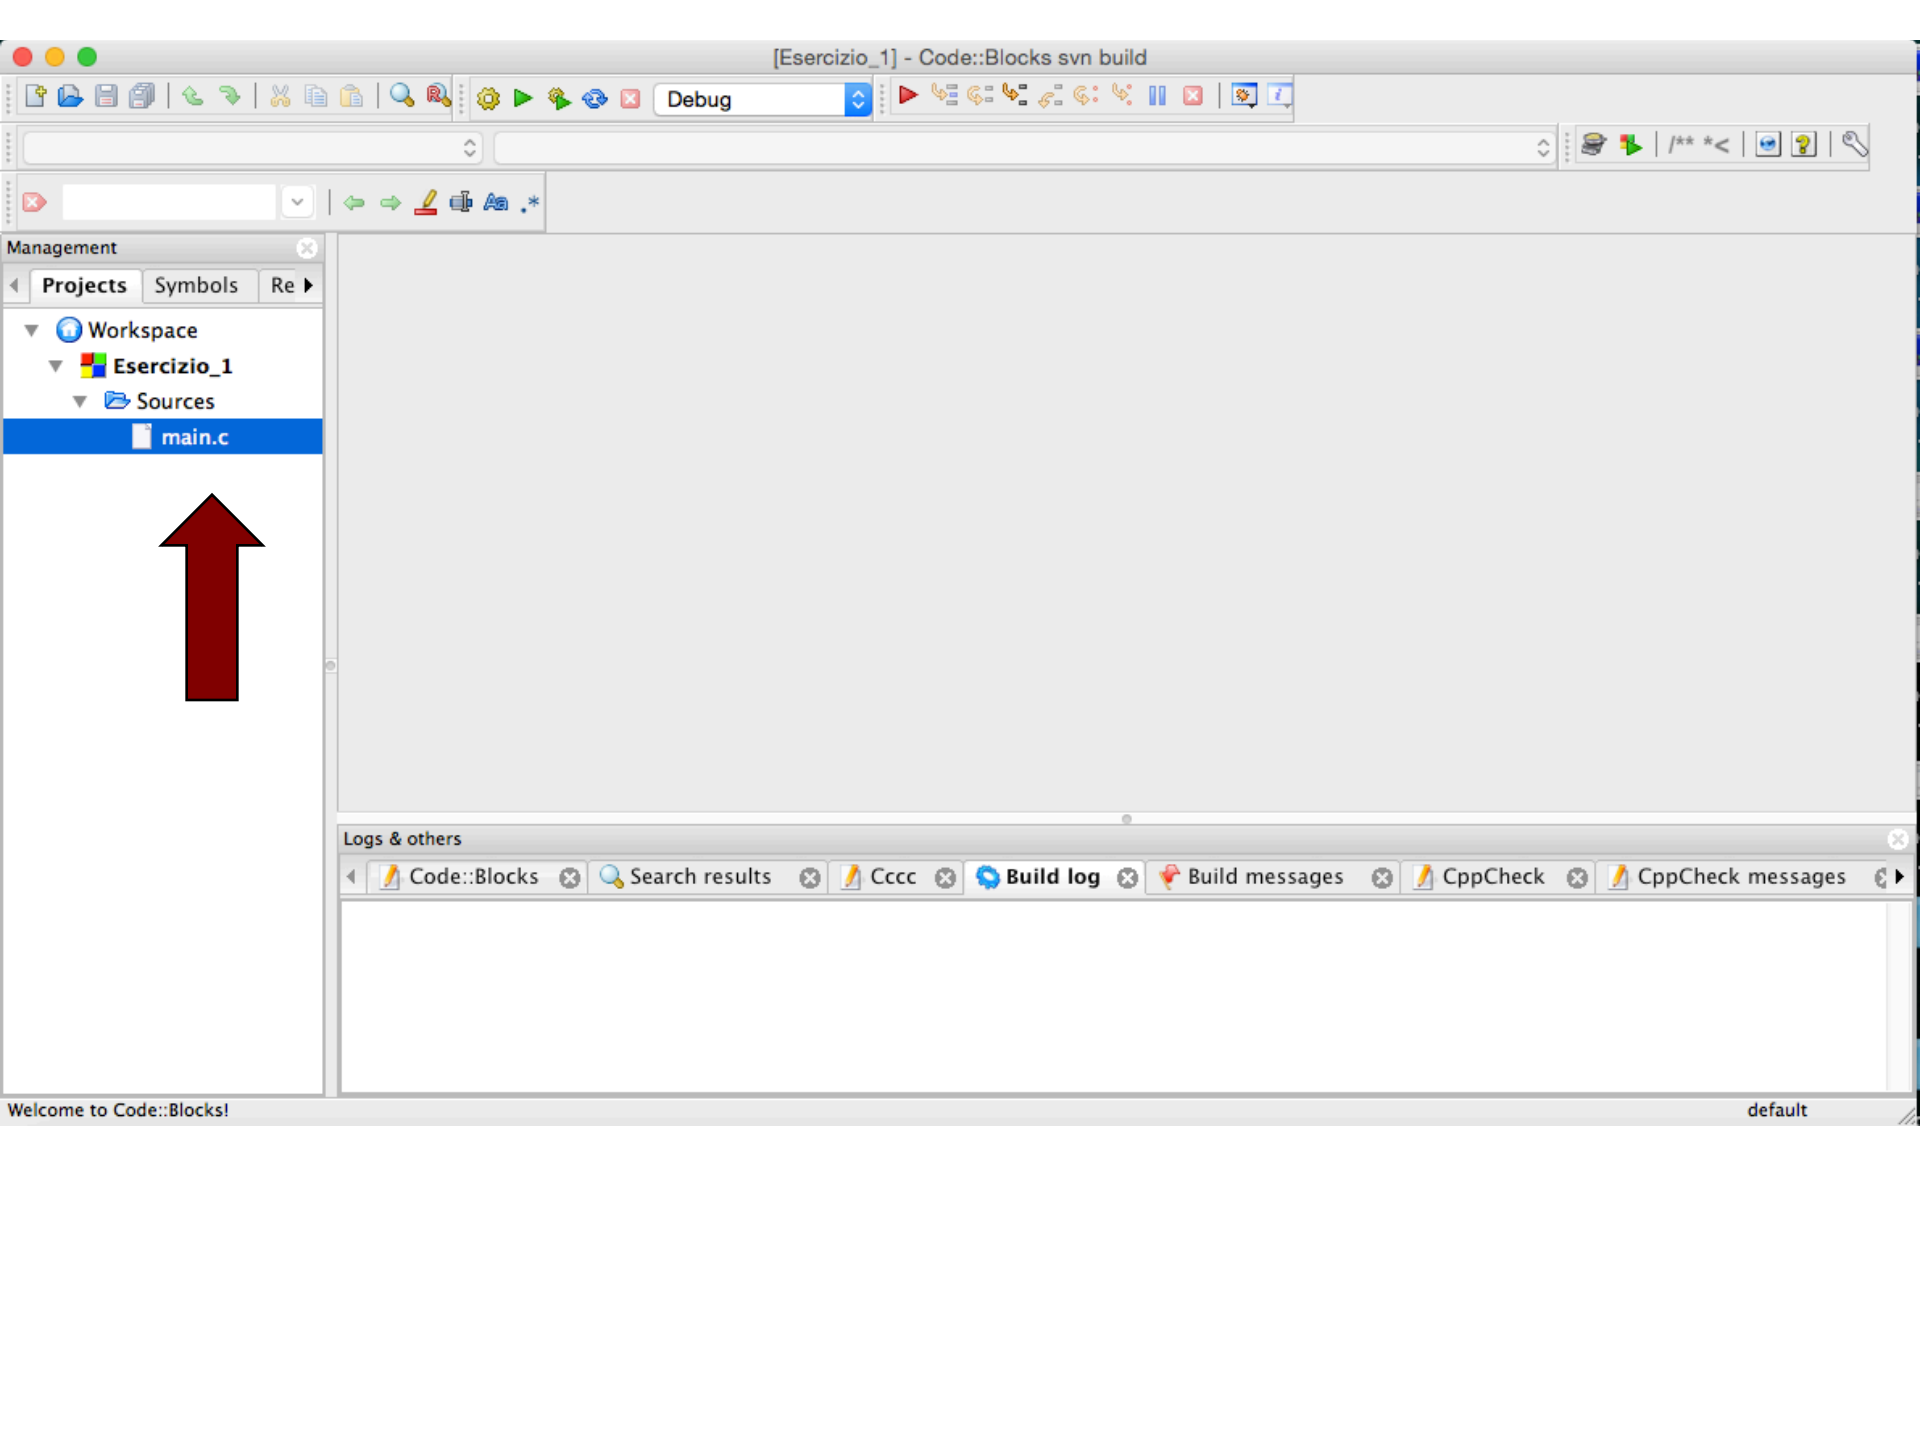 [Esercizio_1] - Code::Blocks svn build
Debug
/** *<
Aa .*
Management
Projects Symbols Re
Workspace
Esercizio_1
Sources
main.c
Logs & others
Code::Blocks Search results Cccc Build log Build messages CppCheck CppCheck messages
Welcome to Code::Blocks! default